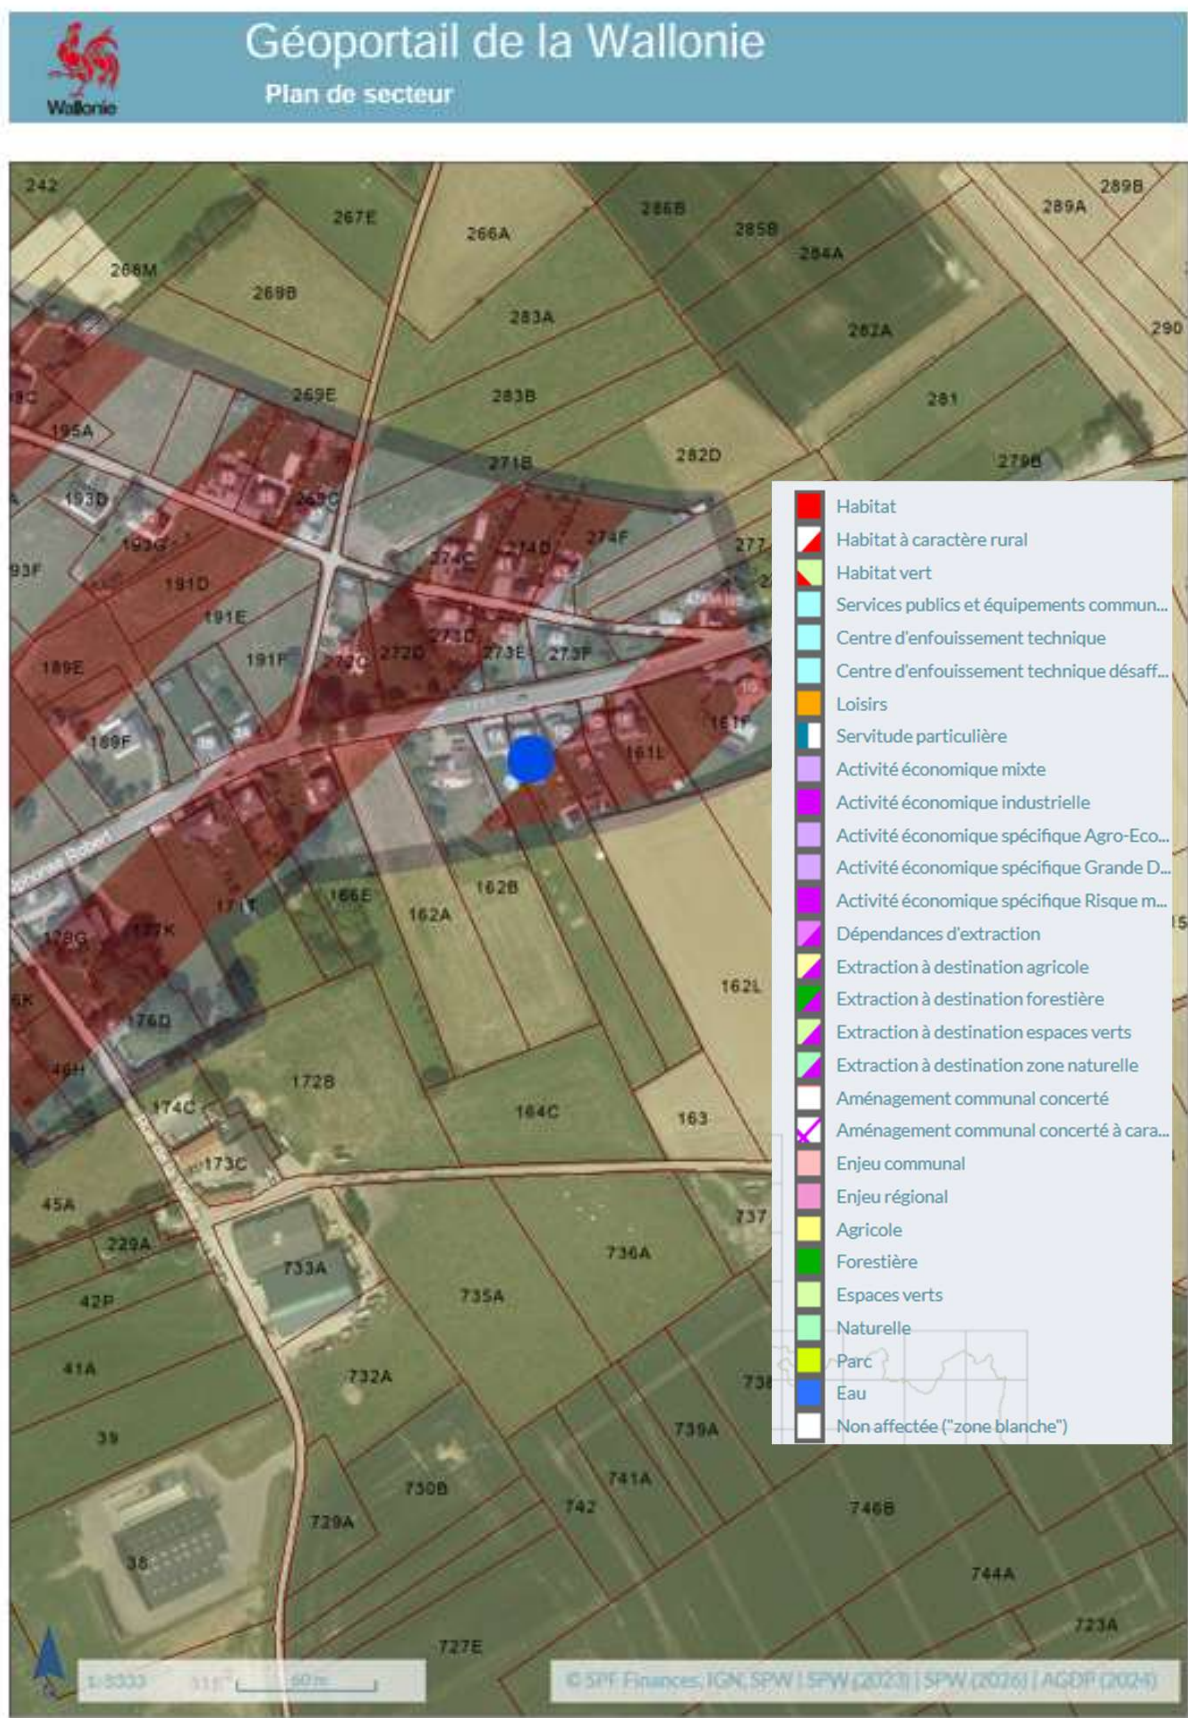 Géoportail de la Wallonie
Plan de secteur
Wallonie
242
267E
266A
286B
285B
284A
289A
289B
268M
269B
283A
282A
290
269E
283B
281
195A
271B
282D
279B
193D
269C
274C
274D
274F
277
193G
93F
191D
191E
272C
272D
273D
273E
273F
189E
191F
189F
161F
161L
10
171T
166E
162A
162B
177K
162L
176D
46H
172B
174C
164C
163
173C
45A
229A
737
736A
733A
735A
42P
41A
732A
39
739A
730B
741A
742
746B
729A
38
744A
723A
727E
Habitat
Habitat à caractère rural
Habitat vert
Services publics et équipements commun...
Centre d'enfouissement technique
Centre d'enfouissement technique désaff...
Loisirs
Servitude particulière
Activité économique mixte
Activité économique industrielle
Activité économique spécifique Agro-Eco...
Activité économique spécifique Grande D...
Activité économique spécifique Risque m...
Dépendances d'extraction
Extraction à destination agricole
Extraction à destination forestière
Extraction à destination espaces verts
Extraction à destination zone naturelle
Aménagement communal concerté
Aménagement communal concerté à cara...
Enjeu communal
Enjeu régional
Agricole
Forestière
Espaces verts
Naturelle
Parc
Eau
Non affectée ("zone blanche")
60m
© SPF Finances, IGN, SPW | SPW (2023) | SPW (2026) | AGDP (2024)